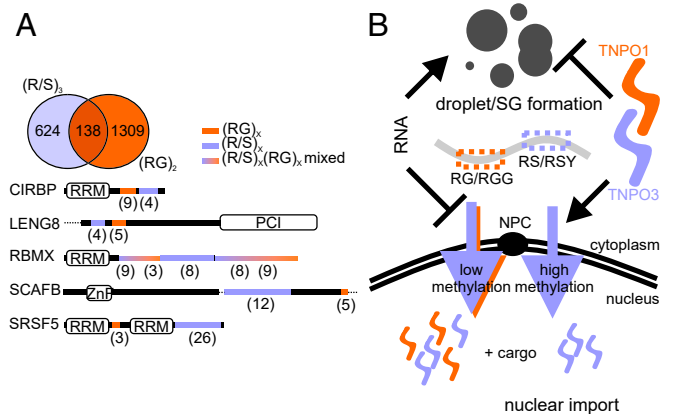 A
(R/S)₃
624 138 1309
(RG)₂
(RG)ₓ
(R/S)ₓ
(R/S)ₓ(RG)ₓ mixed
CIRBP RRM
(9) (4)
LENG8 PCI
(4) (5)
RBMX RRM
(9) (3) (8) (8) (9)
SCAFB ZnF
(12) (5)
SRSF5 RRM RRM
(3) (26)
B
TNPO1
droplet/SG formation
RNA
RS/RSY
RG/RGG
TNPO3
NPC
cytoplasm
low methylation
high methylation
nucleus
+ cargo
nuclear import